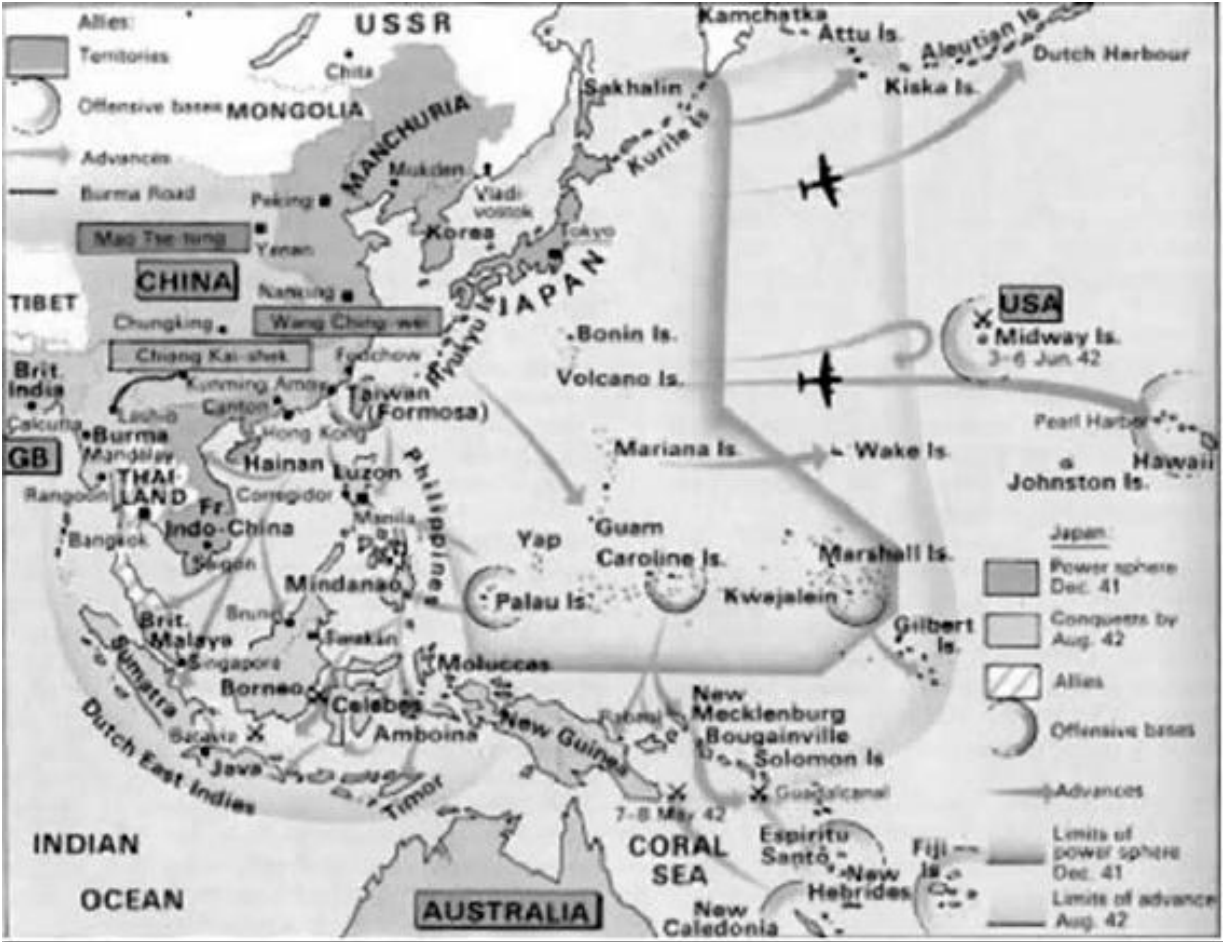 Allies:
Territories
Offensive bases
Advances
Burma Road
USSR
Chita
MONGOLIA
MANCHURIA
Mukden
Peking
Vladi-
vostok
Korea
Mao Tse-tung
Yenan
CHINA
TIBET
Nanking
Chungking
Wang Ching-wei
Chiang Kai-shek
Foochow
Kunming
Amoy
Canton
Taiwan
(Formosa)
Hong Kong
Brit.
India
Calcutta
Lashio
Burma
Mandalay
GB
THAI-
LAND
Rangoon
Bangkok
Fr.
Indo-China
Saigon
Hainan
Luzon
Corregidor
Manila
Philippines
Mindanao
Kamchatka
Attu Is.
Aleutian Is
Dutch Harbour
Kiska Is.
Sakhalin
Kurile Is
Tokyo
JAPAN
Ryukyu Is
Bonin Is.
Volcano Is.
USA
Midway Is.
3-6 Jun. 42
Pearl Harbor
Hawaii
Mariana Is.
Wake Is.
Johnston Is.
Guam
Yap
Caroline Is.
Palau Is.
Kwajalein
Marshall Is.
Gilbert
Is.
Brit.
Malaya
Singapore
Brunei
Sumatra
Borneo
Celebes
Moluccas
Amboina
Batavia
Java
Timor
Dutch East Indies
New Guinea
Rabaul
New
Mecklenburg
Bougainville
Solomon Is
Guadalcanal
7-8 May 42
CORAL
SEA
Espiritu
Santo
New
Hebrides
Fiji
Is
New
Caledonia
INDIAN
OCEAN
AUSTRALIA
Japan:
Power sphere
Dec. 41
Conquests by
Aug. 42
Allies
Offensive bases
Advances
Limits of
power sphere
Dec. 41
Limits of advance
Aug. 42